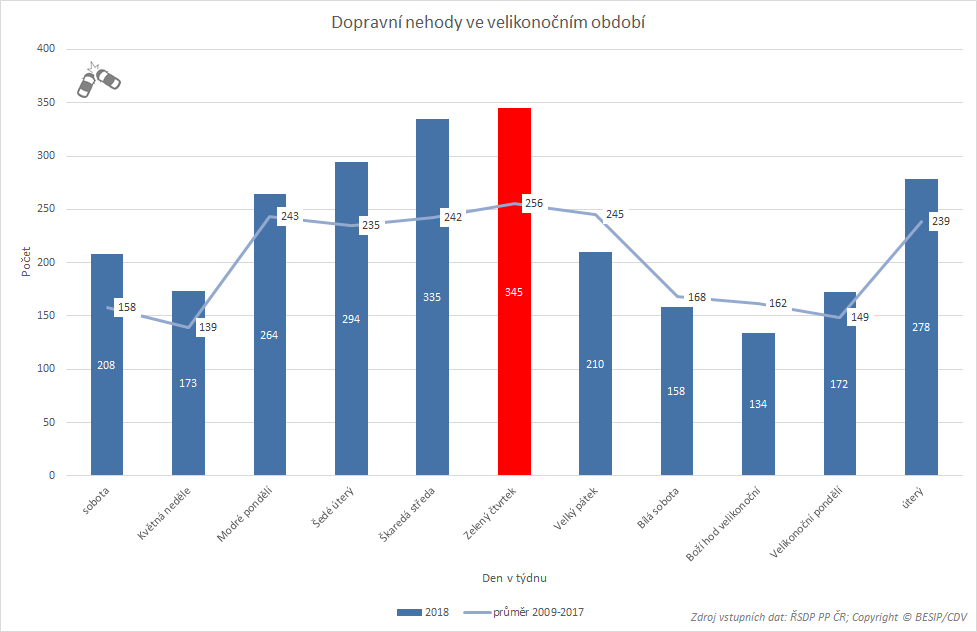 Dopravní nehody ve velikonočním období
400
350
300
250
200
150
100
50
0
Počet
208
173
264
294
335
345
210
158
134
172
278
158
139
243
235
242
256
245
168
162
149
239
sobota
Květná neděle
Modré pondělí
Šedé úterý
Škaredá středa
Zelený čtvrtek
Velký pátek
Bílá sobota
Boží hod velikonoční
Velikonoční pondělí
úterý
Den v týdnu
2018
průměr 2009-2017
Zdroj vstupních dat: ŘSDP PP ČR; Copyright © BESIP/CDV